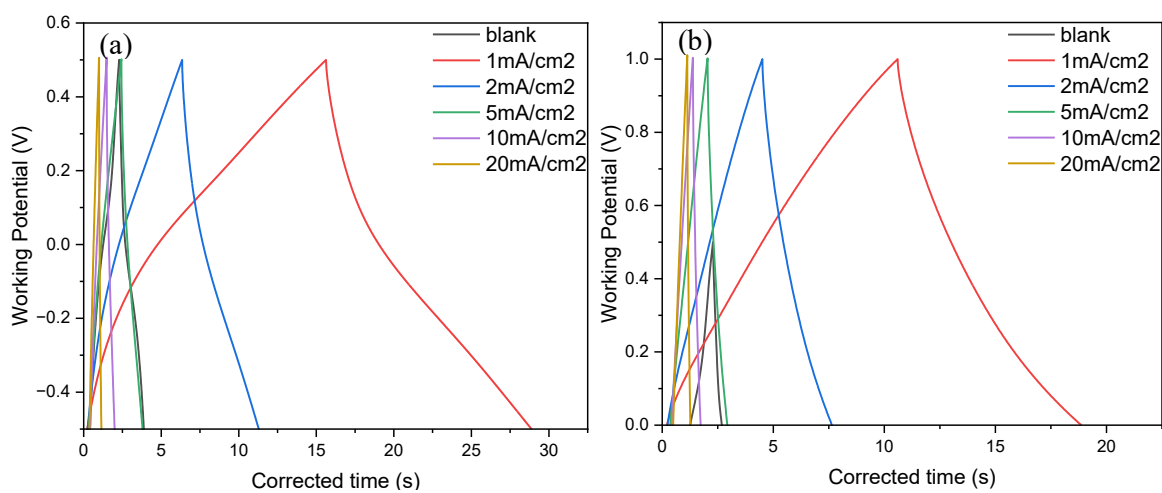 (a)
blank
1mA/cm2
2mA/cm2
5mA/cm2
10mA/cm2
20mA/cm2
0.6
0.4
0.2
0.0
−0.2
−0.4
Working Potential (V)
0 5 10 15 20 25 30
Corrected time (s)
(b)
blank
1mA/cm2
2mA/cm2
5mA/cm2
10mA/cm2
20mA/cm2
1.0
0.8
0.6
0.4
0.2
0.0
Working Potential (V)
0 5 10 15 20
Corrected time (s)